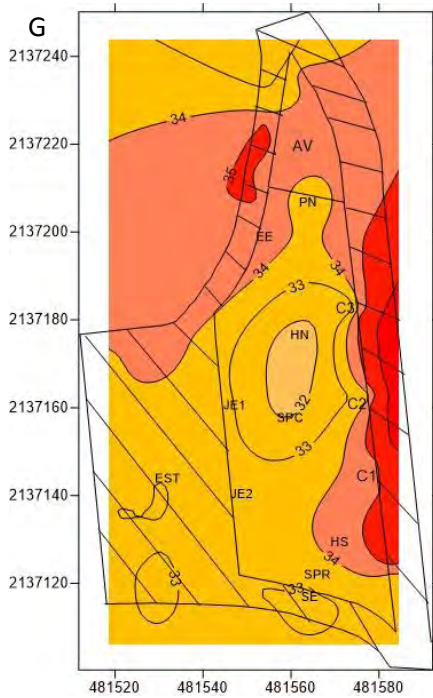 G
2137240
2137220
2137200
2137180
2137160
2137140
2137120
34
35
AV
PN
EE
34
34
33
C3
HN
32
JE1
SPC
C2
33
EST
JE2
C1
HS
34
SPR
33
33
SE
481520
481540
481560
481580